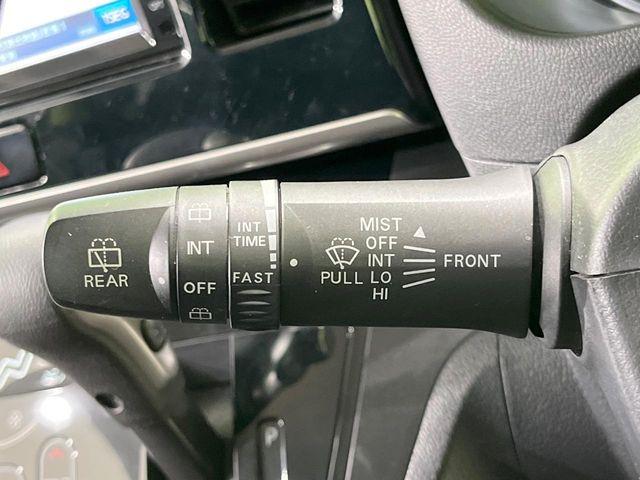 REAR
INT
OFF
INT
TIME
FAST
MIST
OFF
INT
PULL LO
HI
FRONT
P